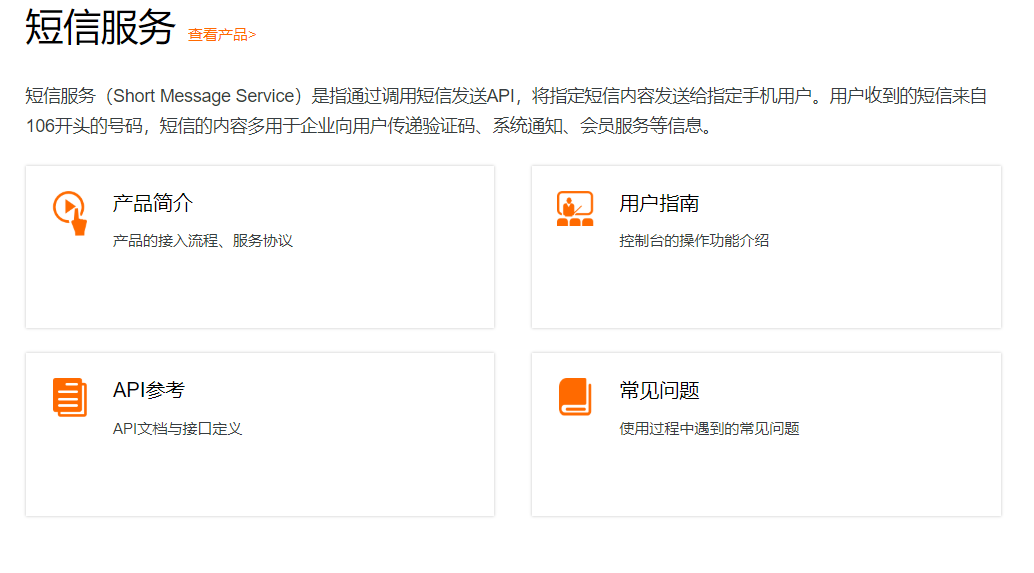 短信服务 查看产品>
短信服务（Short Message Service）是指通过调用短信发送API，将指定短信内容发送给指定手机用户。用户收到的短信来自
106开头的号码，短信的内容多用于企业向用户传递验证码、系统通知、会员服务等信息。
产品简介
产品的接入流程、服务协议
用户指南
控制台的操作功能介绍
API参考
API文档与接口定义
常见问题
使用过程中遇到的常见问题